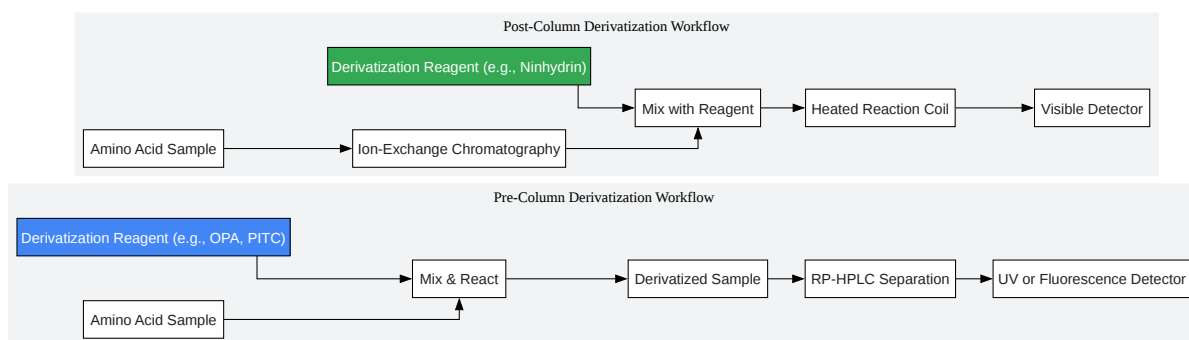 Post-Column Derivatization Workflow
Derivatization Reagent (e.g., Ninhydrin)
Mix with Reagent
Heated Reaction Coil
Visible Detector
Amino Acid Sample
Ion-Exchange Chromatography
Pre-Column Derivatization Workflow
Derivatization Reagent (e.g., OPA, PITC)
Mix & React
Derivatized Sample
RP-HPLC Separation
UV or Fluorescence Detector
Amino Acid Sample